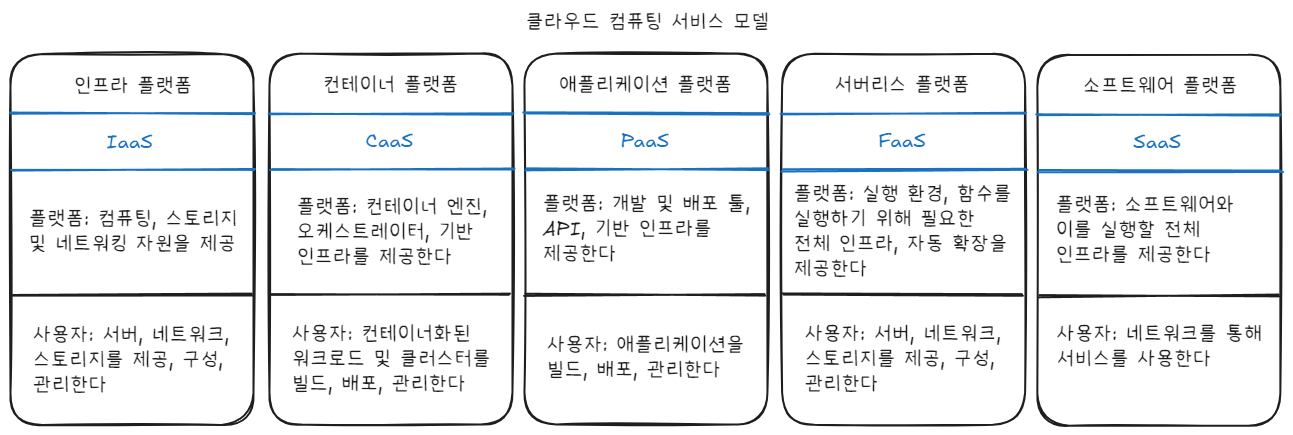 클라우드 컴퓨팅 서비스 모델
인프라 플랫폼
IaaS
플랫폼: 컴퓨팅, 스토리지
및 네트워킹 자원을 제공
사용자: 서버, 네트워크,
스토리지를 제공, 구성,
관리한다
컨테이너 플랫폼
CaaS
플랫폼: 컨테이너 엔진,
오케스트레이터, 기반
인프라를 제공한다
사용자: 컨테이너화된
워크로드 및 클러스터를
빌드, 배포, 관리한다
애플리케이션 플랫폼
PaaS
플랫폼: 개발 및 배포 툴,
API, 기반 인프라를
제공한다
사용자: 애플리케이션을
빌드, 배포, 관리한다
서버리스 플랫폼
FaaS
플랫폼: 실행 환경, 함수를
실행하기 위해 필요한
전체 인프라, 자동 확장을
제공한다
사용자: 서버, 네트워크,
스토리지를 제공, 구성,
관리한다
소프트웨어 플랫폼
SaaS
플랫폼: 소프트웨어와
이를 실행할 전체
인프라를 제공한다
사용자: 네트워크를 통해
서비스를 사용한다